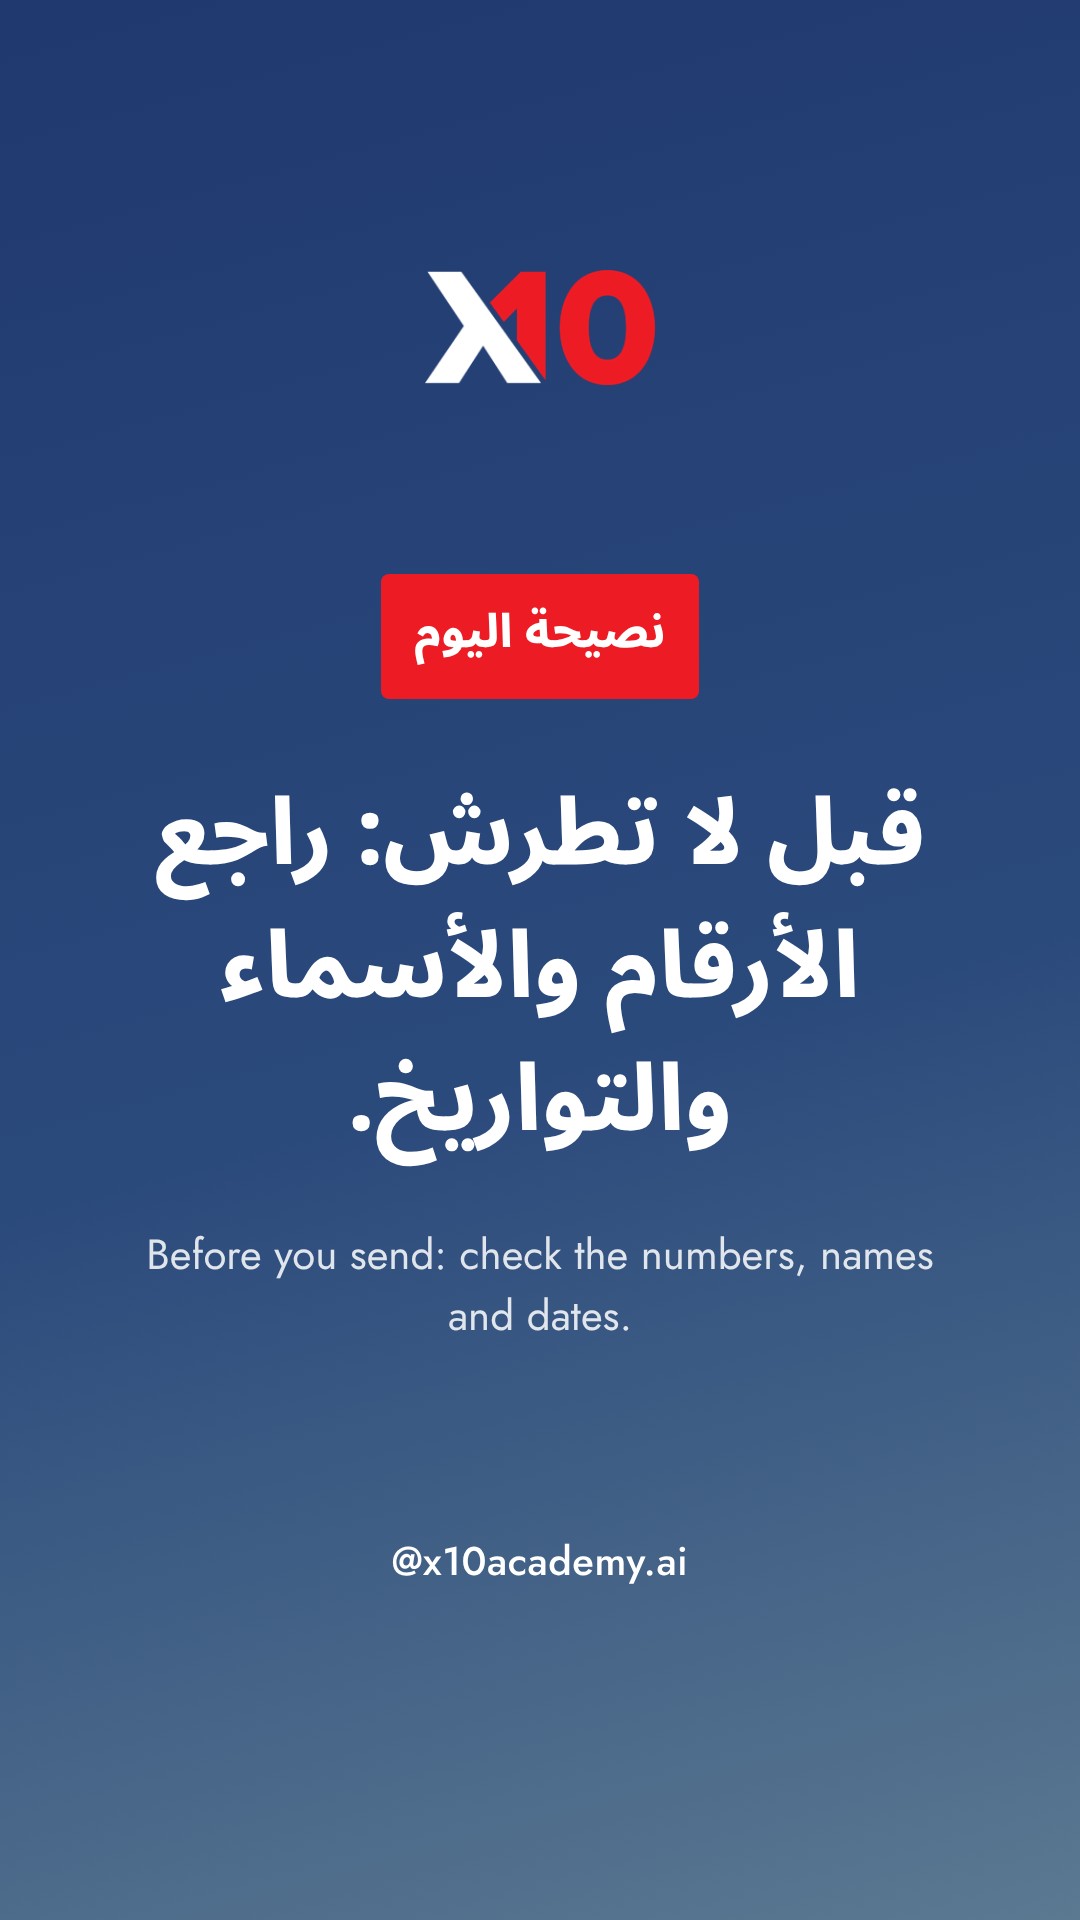 X10
نصيحة اليوم
قبل لا تطرش: راجع
الأرقام والأسماء
والتواريخ.
Before you send: check the numbers, names
and dates.
@x10academy.ai